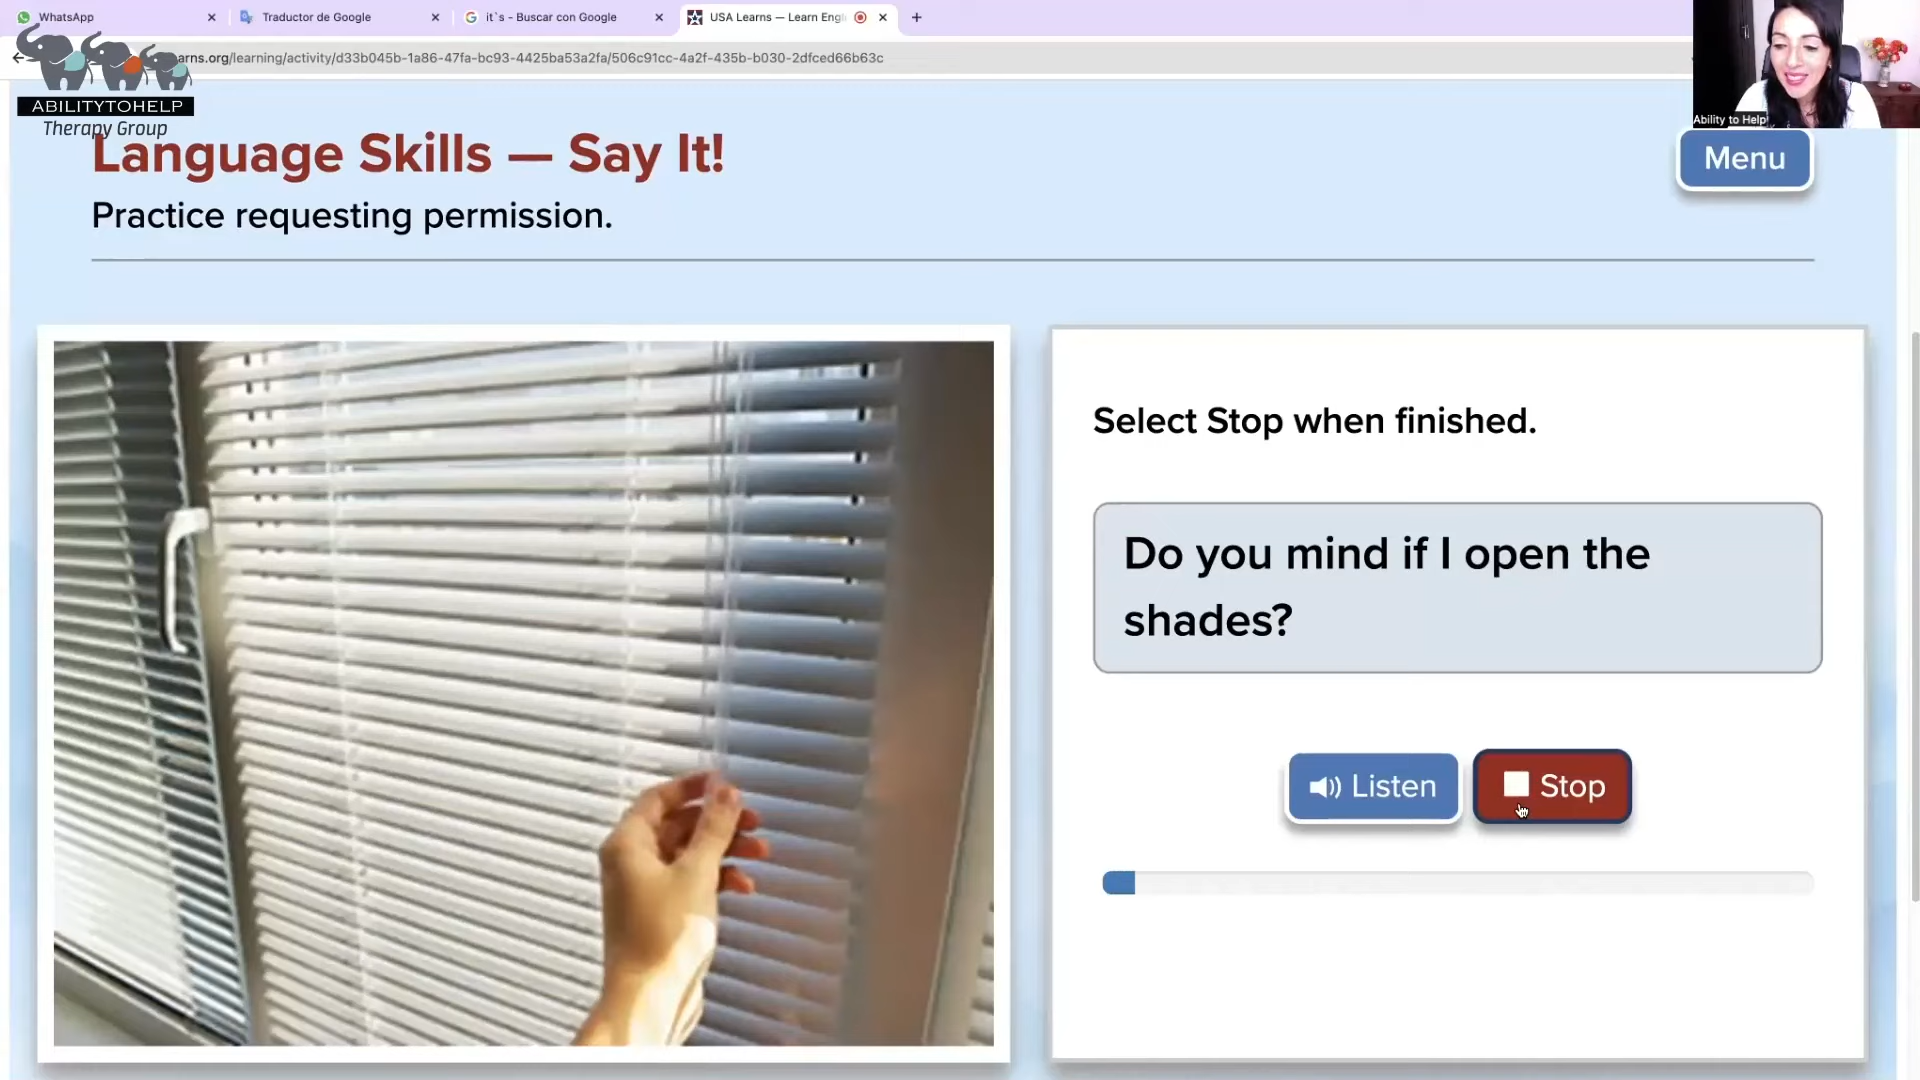 WhatsApp
Traductor de Google
it`s - Buscar con Google
USA Learns — Learn Engl
arns.org/learning/activity/d33b045b-1a86-47fa-bc93-4425ba53a2fa/506c91cc-4a2f-435b-b030-2dfced66b63c
ABILITYTOHELP
Therapy Group
Ability to Help
Language Skills — Say It!
Menu
Practice requesting permission.
Select Stop when finished.
Do you mind if I open the
shades?
Listen
Stop